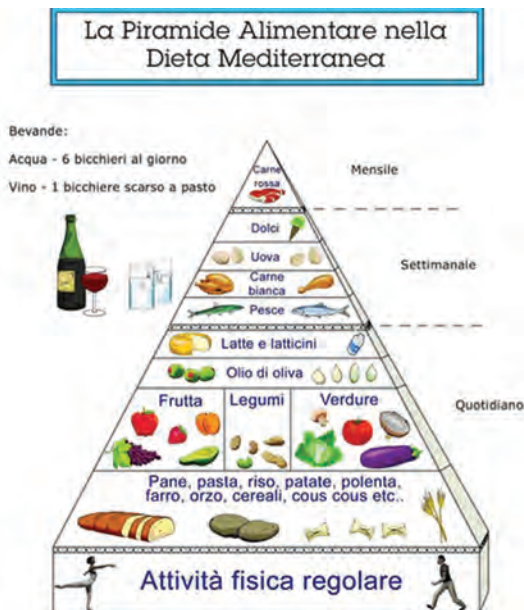 La Piramide Alimentare nella
Dieta Mediterranea
Bevande:
Acqua - 6 bicchieri al giorno
Vino - 1 bicchiere scarso a pasto
Carne
rossa
Mensile
Dolci
Uova
Carne
bianca
Pesce
Settimanale
Latte e latticini
Olio di oliva
Frutta
Legumi
Verdure
Quotidiano
Pane, pasta, riso, patate, polenta,
farro, orzo, cereali, cous cous etc..
Attività fisica regolare